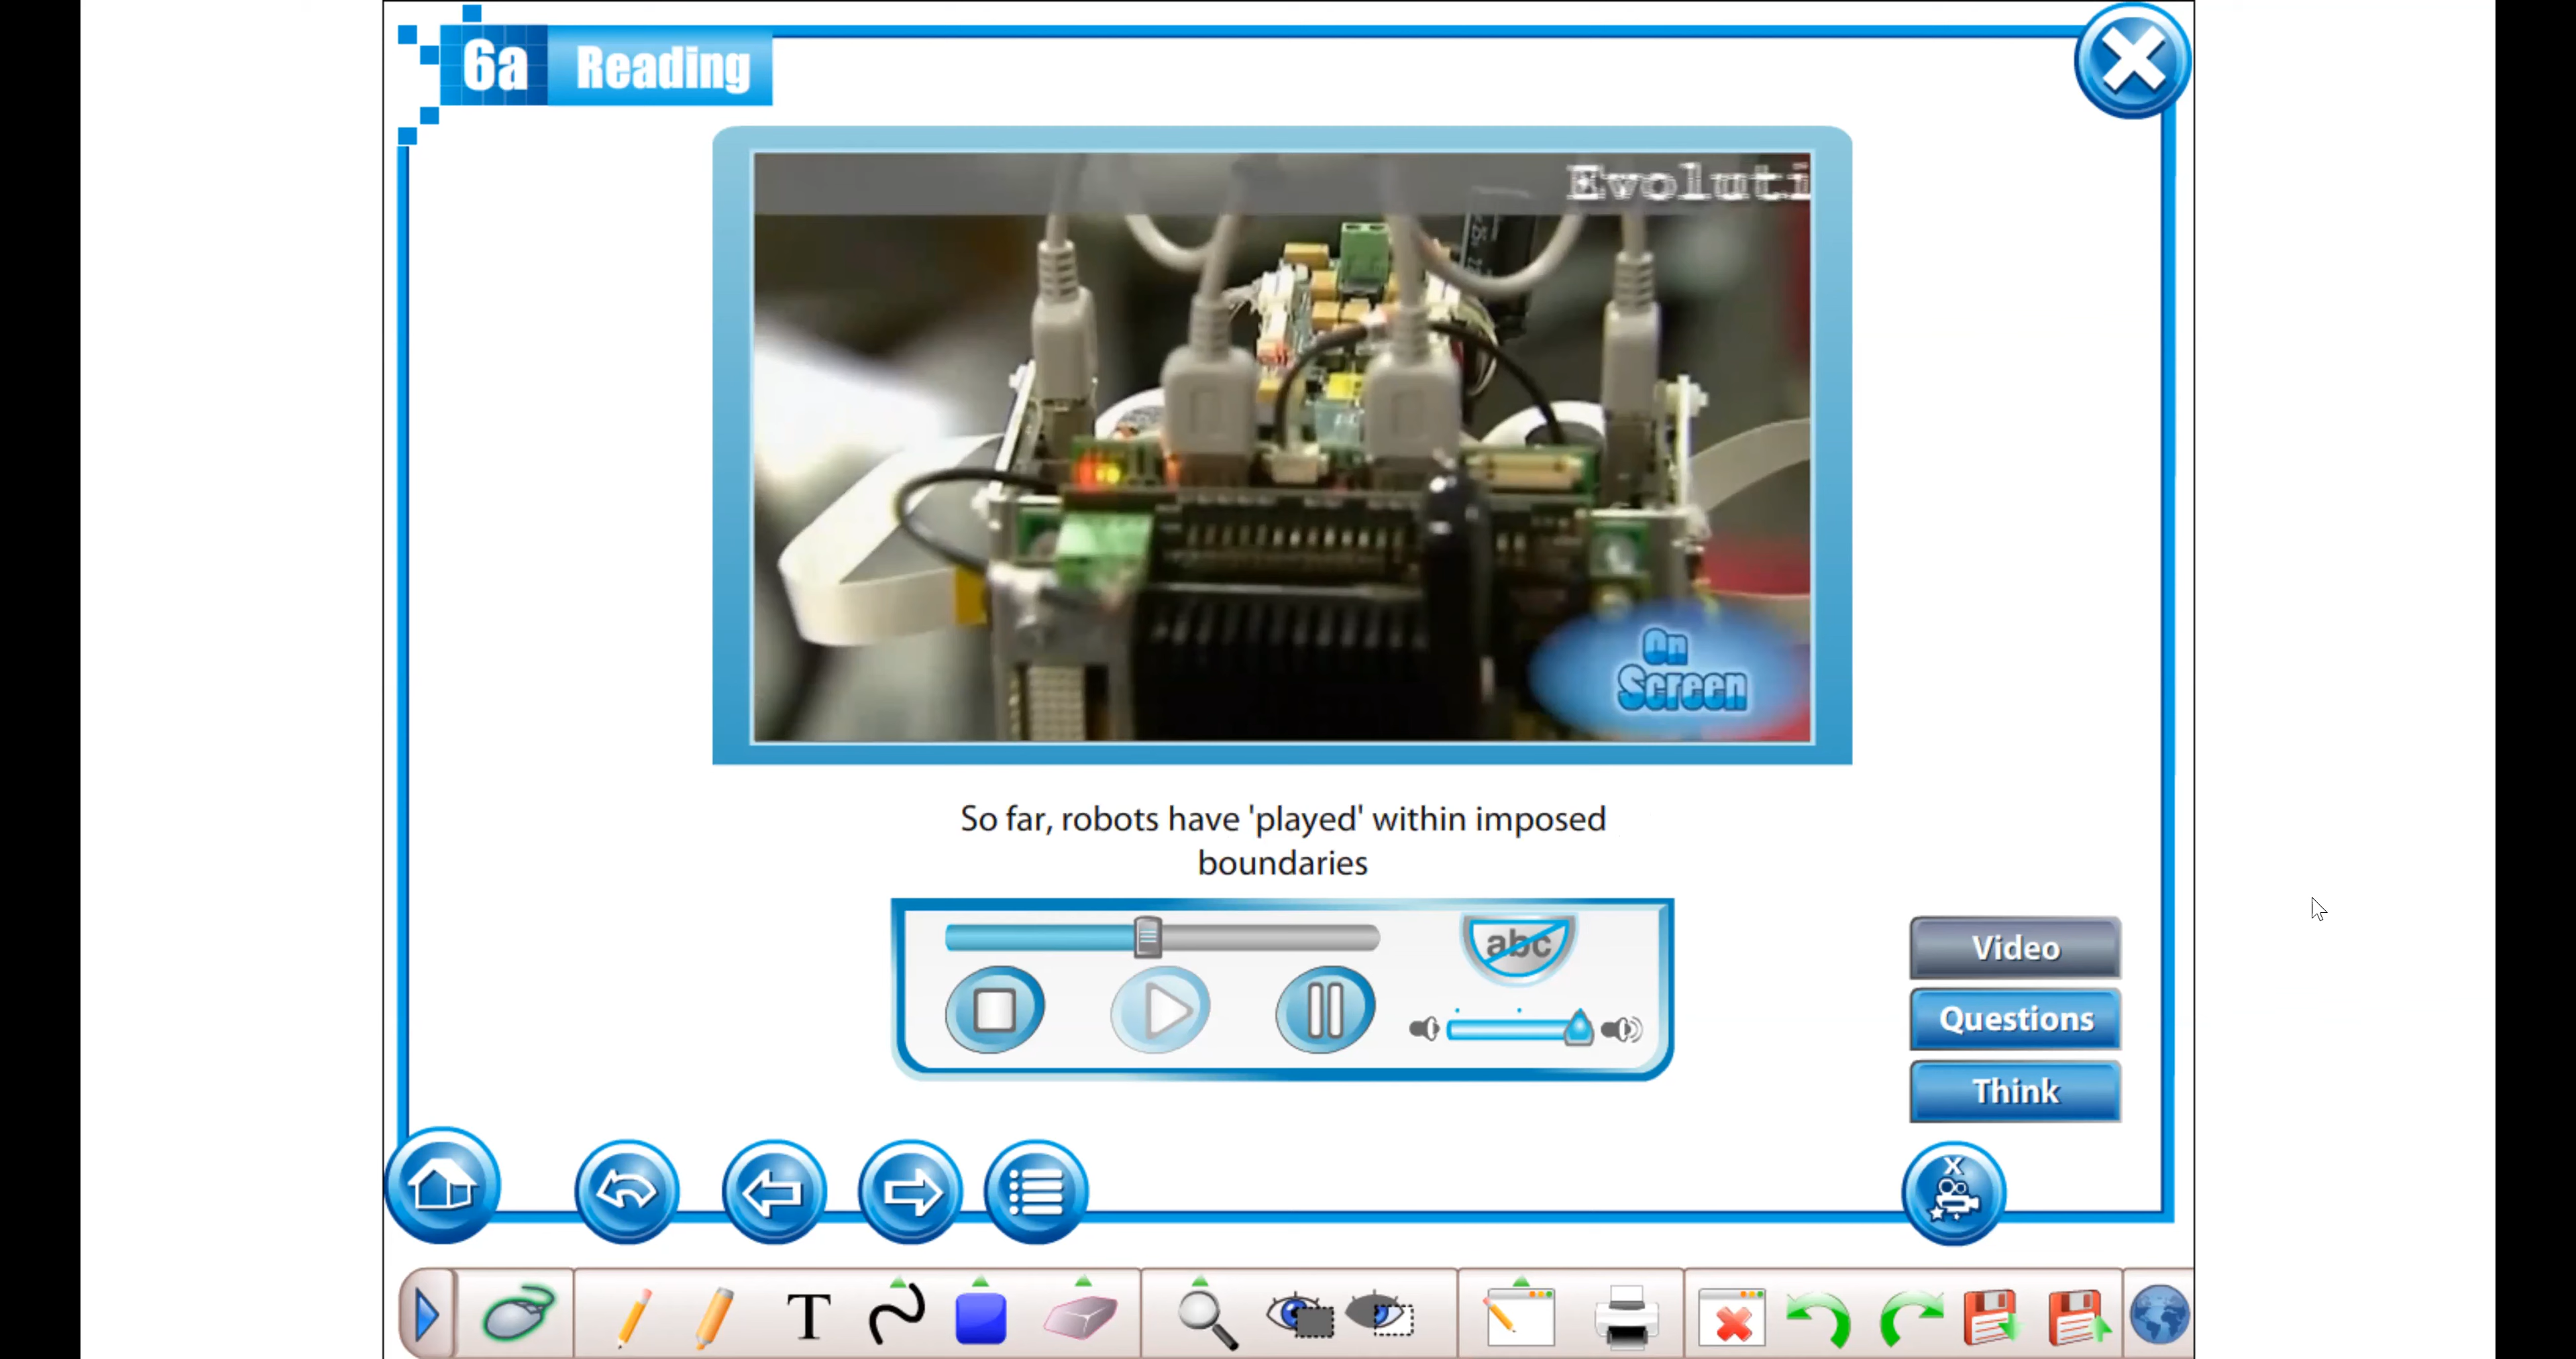 6a Reading
Evoluti
On
Screen
So far, robots have 'played' within imposed
boundaries
abc
Video
Questions
Think
X
T